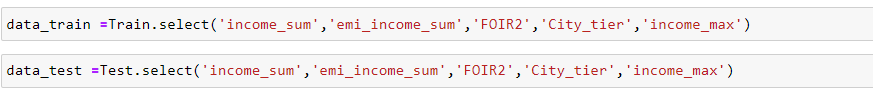 data_train =Train.select('income_sum','emi_income_sum','FOIR2','City_tier','income_max')
data_test =Test.select('income_sum','emi_income_sum','FOIR2','City_tier','income_max')